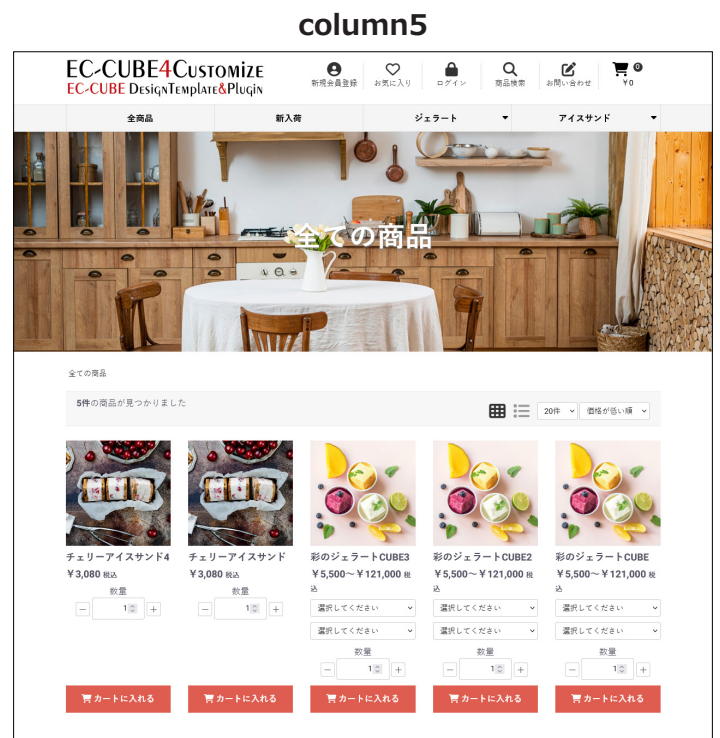 column5
EC-CUBE4CUSTOMIZE
EC-CUBE DESIGNTEMPLATE&PLUGIN
新規会員登録 お気に入り ログイン 商品検索 お問い合わせ 0 ￥0
全商品 新入荷 ジェラート アイスサンド
全ての商品
全ての商品
5件の商品が見つかりました
20件 価格が低い順
チェリーアイスサンド4 チェリーアイスサンド 彩のジェラートCUBE3 彩のジェラートCUBE2 彩のジェラートCUBE
￥3,080 税込 ￥3,080 税込 ￥5,500～￥121,000 税込 ￥5,500～￥121,000 税込 ￥5,500～￥121,000 税込
数量 数量 選択してください 選択してください 選択してください
－ 1 ＋ － 1 ＋ 選択してください 選択してください 選択してください
数量 数量 数量
－ 1 ＋ － 1 ＋ － 1 ＋
カートに入れる カートに入れる カートに入れる カートに入れる カートに入れる